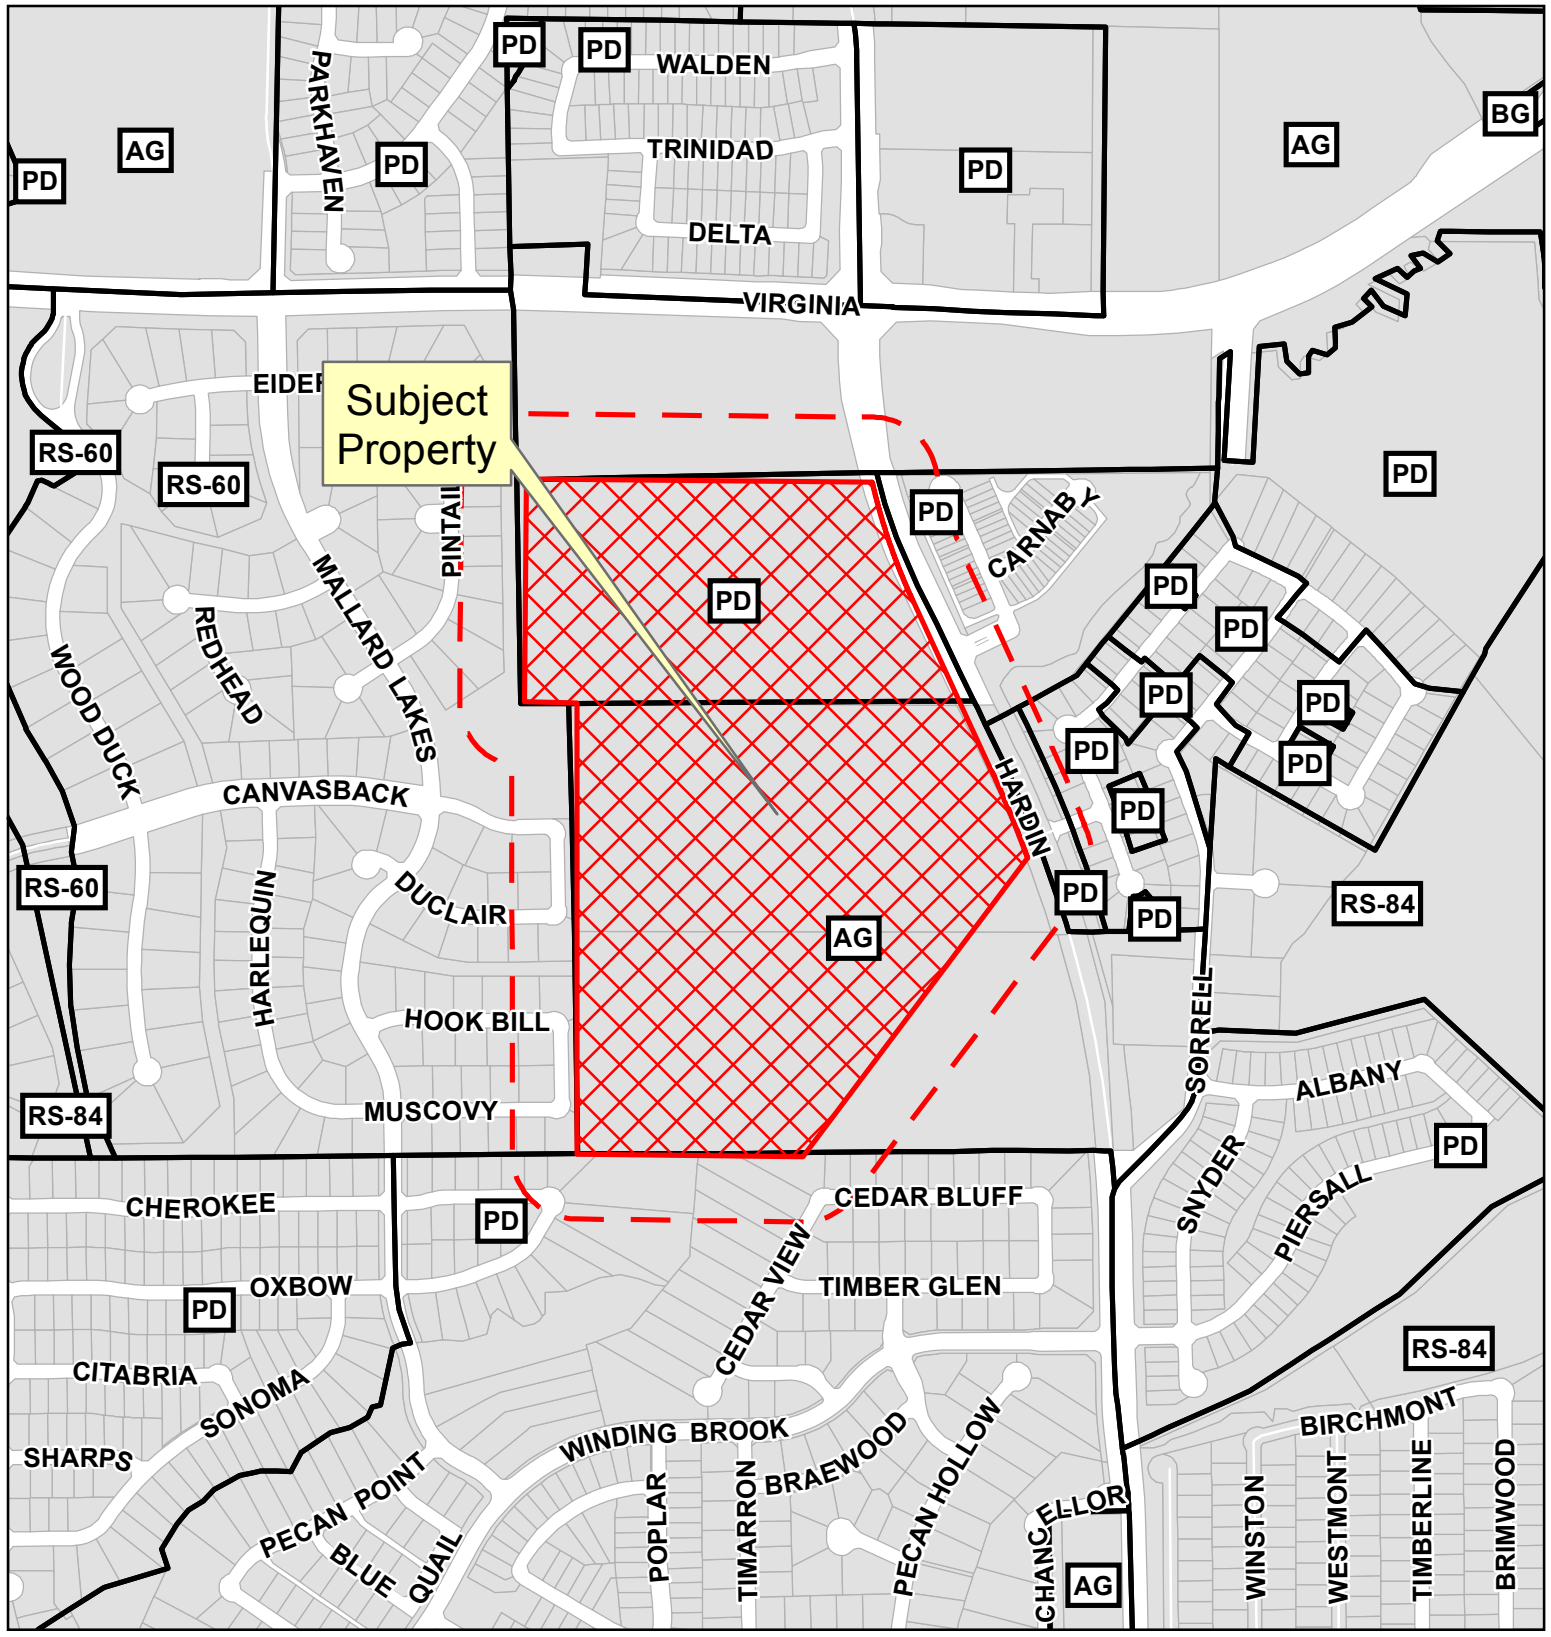 PD
PD
WALDEN
PARKHAVEN
BG
AG
TRINIDAD
AG
PD
PD
PD
DELTA
VIRGINIA
EIDER
Subject
Property
RS-60
RS-60
PD
PD
PINTAIL
CARNABY
PD
PD
PD
MALLARD LAKES
REDHEAD
WOOD DUCK
PD
PD
PD
PD
HARDIN
CANVASBACK
PD
RS-60
DUCLAIR
PD
RS-84
PD
AG
HARLEQUIN
HOOK BILL
SORRELL
ALBANY
MUSCOVY
RS-84
PD
SNYDER
PIERSALL
CHEROKEE
CEDAR BLUFF
PD
CEDAR VIEW
OXBOW
TIMBER GLEN
PD
RS-84
CITABRIA
SONOMA
BIRCHMONT
WINDING BROOK
SHARPS
BRAEWOOD
PECAN HOLLOW
PECAN POINT
POPLAR
TIMARRON
CHANCELLOR
WINSTON
WESTMONT
TIMBERLINE
BRIMWOOD
BLUE QUAIL
AG